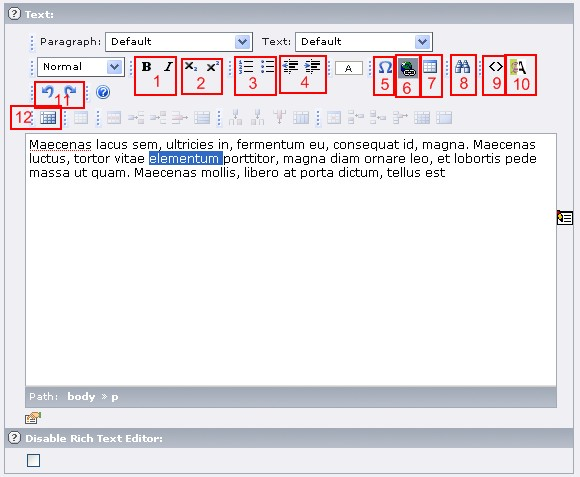 Text:
Paragraph: Default Text: Default
Normal B I x₂ x² A Ω <>
1 2 3 4 5 6 7 8 9 10
11 ?
12
Maecenas lacus sem, ultricies in, fermentum eu, consequat id, magna. Maecenas
luctus, tortor vitae elementum porttitor, magna diam ornare leo, et lobortis pede
massa ut quam. Maecenas mollis, libero at porta dictum, tellus est
Path: body » p
? Disable Rich Text Editor: